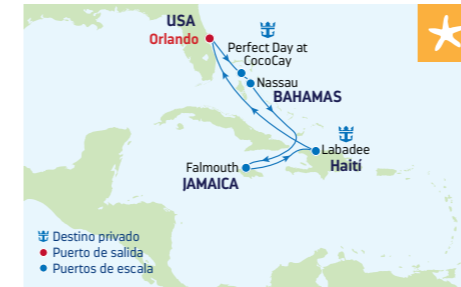 USA
Orlando
Perfect Day at
CocoCay
Nassau
BAHAMAS
Labadee
Haití
Falmouth
JAMAICA
Destino privado
Puerto de salida
Puertos de escala